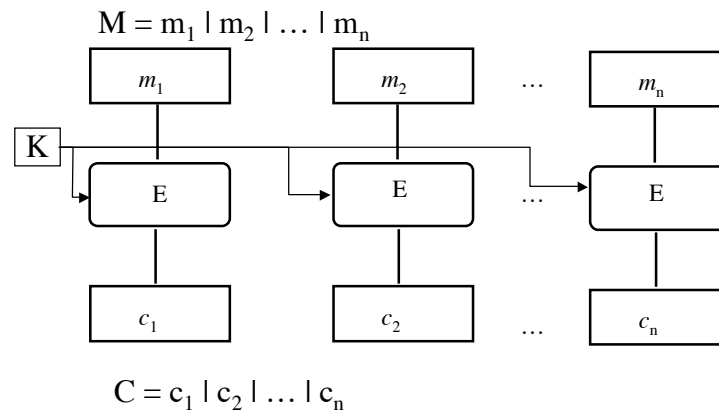 M = m₁ | m₂ | … | mₙ
m₁ m₂ … mₙ
K
E E … E
c₁ c₂ … cₙ
C = c₁ | c₂ | … | cₙ